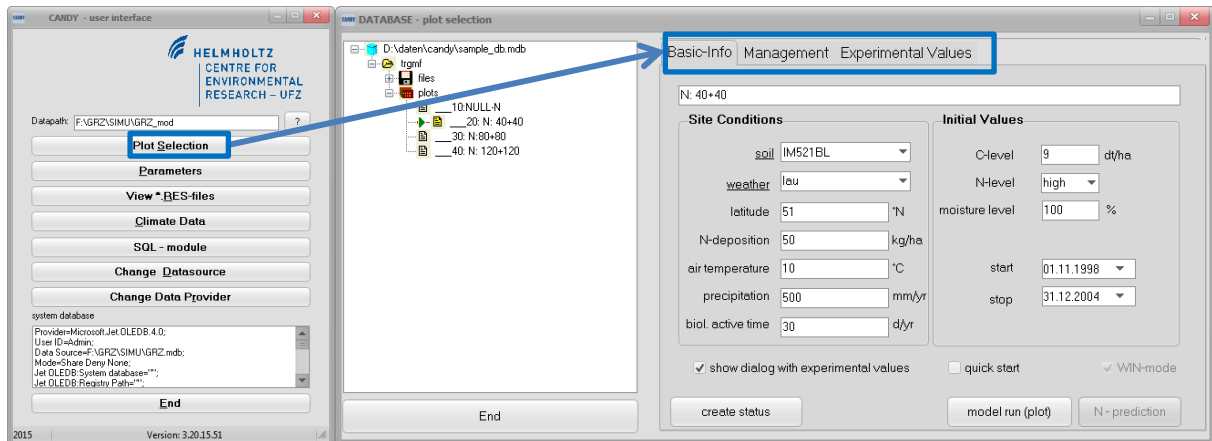 CANDY - user interface
HELMHOLTZ
CENTRE FOR
ENVIRONMENTAL
RESEARCH – UFZ
Datapath: F:\GRZ\SIMU\GRZ_mod
?
Plot Selection
Parameters
View *.RES-files
Climate Data
SQL - module
Change Datasource
Change Data Provider
system database
Provider=Microsoft.Jet.OLEDB.4.0;
User ID=Admin;
Data Source=F:\GRZ\SIMU\GRZ.mdb;
Mode=Share Deny None;
Jet OLEDB:System database="";
Jet OLEDB:Registry Path="";
End
2015 Version: 3.20.15.51
DATABASE - plot selection
D:\daten\candy\sample_db.mdb
trgmf
files
plots
___10:NULL-N
___20: N: 40+40
___30: N:80+80
___40: N: 120+120
End
Basic-Info Management Experimental Values
N: 40+40
Site Conditions
soil IM521BL
weather lau
latitude 51 °N
N-deposition 50 kg/ha
air temperature 10 °C
precipitation 500 mm/yr
biol. active time 30 d/yr
Initial Values
C-level 9 dt/ha
N-level high
moisture level 100 %
start 01.11.1998
stop 31.12.2004
show dialog with experimental values quick start WIN-mode
create status model run (plot) N - prediction